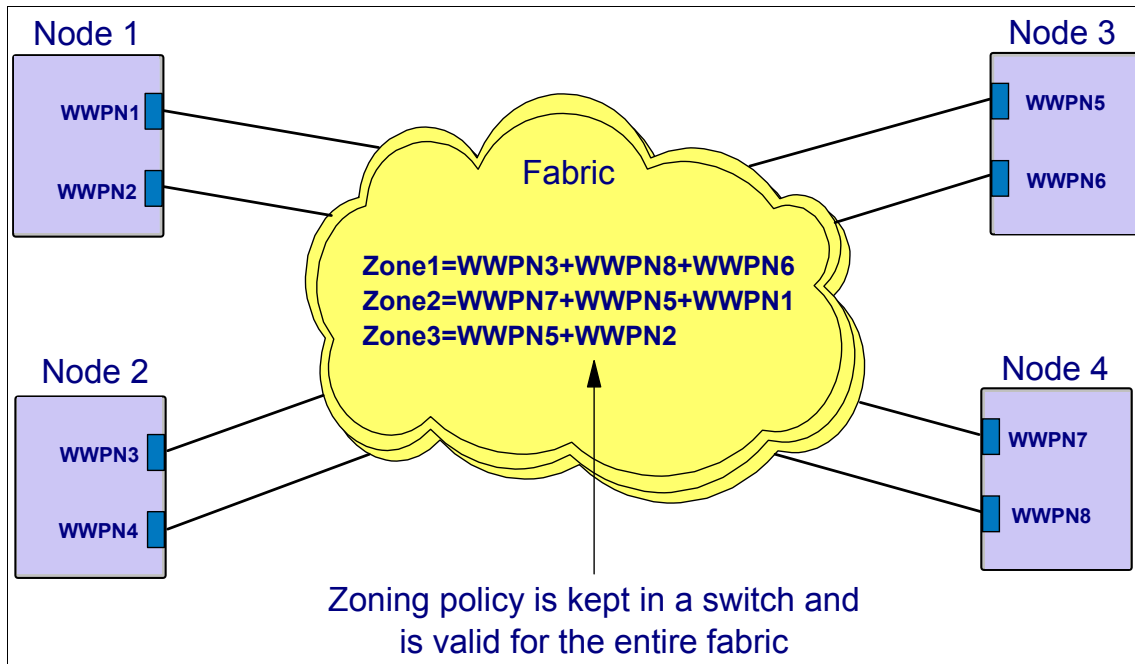 Node 1
Node 3
WWPN1
WWPN2
WWPN5
WWPN6
Fabric
Zone1=WWPN3+WWPN8+WWPN6
Zone2=WWPN7+WWPN5+WWPN1
Zone3=WWPN5+WWPN2
Node 2
Node 4
WWPN3
WWPN4
WWPN7
WWPN8
Zoning policy is kept in a switch and
is valid for the entire fabric